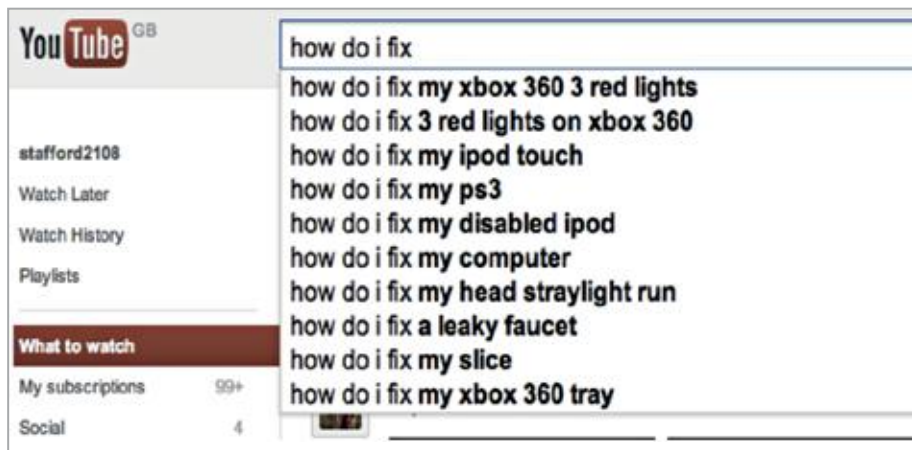 YouTube GB
how do i fix
how do i fix my xbox 360 3 red lights
how do i fix 3 red lights on xbox 360
how do i fix my ipod touch
how do i fix my ps3
how do i fix my disabled ipod
how do i fix my computer
how do i fix my head straylight run
how do i fix a leaky faucet
how do i fix my slice
how do i fix my xbox 360 tray
stafford2108
Watch Later
Watch History
Playlists
What to watch
My subscriptions 99+
Social 4